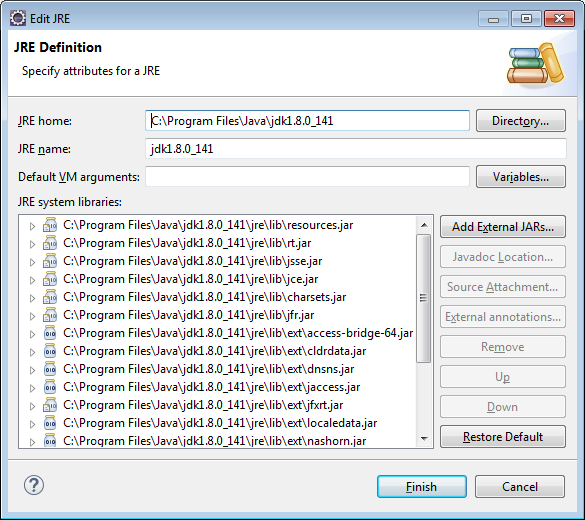 Edit JRE
JRE Definition
Specify attributes for a JRE
JRE home:
C:\Program Files\Java\jdk1.8.0_141
Directory...
JRE name:
jdk1.8.0_141
Default VM arguments:
Variables...
JRE system libraries:
C:\Program Files\Java\jdk1.8.0_141\jre\lib\resources.jar
C:\Program Files\Java\jdk1.8.0_141\jre\lib\rt.jar
C:\Program Files\Java\jdk1.8.0_141\jre\lib\jsse.jar
C:\Program Files\Java\jdk1.8.0_141\jre\lib\jce.jar
C:\Program Files\Java\jdk1.8.0_141\jre\lib\charsets.jar
C:\Program Files\Java\jdk1.8.0_141\jre\lib\jfr.jar
C:\Program Files\Java\jdk1.8.0_141\jre\lib\ext\access-bridge-64.jar
C:\Program Files\Java\jdk1.8.0_141\jre\lib\ext\cldrdata.jar
C:\Program Files\Java\jdk1.8.0_141\jre\lib\ext\dnsns.jar
C:\Program Files\Java\jdk1.8.0_141\jre\lib\ext\jaccess.jar
C:\Program Files\Java\jdk1.8.0_141\jre\lib\ext\jfxrt.jar
C:\Program Files\Java\jdk1.8.0_141\jre\lib\ext\localedata.jar
C:\Program Files\Java\jdk1.8.0_141\jre\lib\ext\nashorn.jar
Add External JARs...
Javadoc Location...
Source Attachment...
External annotations...
Remove
Up
Down
Restore Default
?
Finish
Cancel